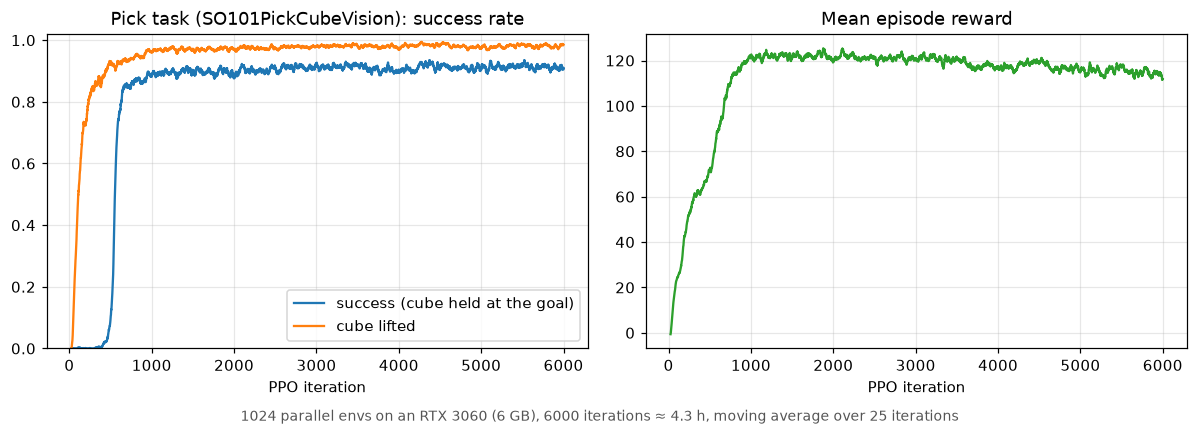 Pick task (SO101PickCubeVision): success rate
1.0
0.8
0.6
0.4
0.2
0.0
0 1000 2000 3000 4000 5000 6000
PPO iteration
success (cube held at the goal)
cube lifted
Mean episode reward
120
100
80
60
40
20
0
0 1000 2000 3000 4000 5000 6000
PPO iteration
1024 parallel envs on an RTX 3060 (6 GB), 6000 iterations ≈ 4.3 h, moving average over 25 iterations